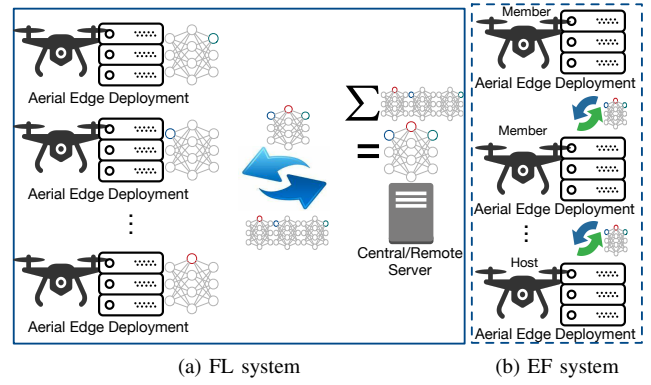 Aerial Edge Deployment
Aerial Edge Deployment
⋮
Aerial Edge Deployment
∑
=
Central/Remote
Server
(a) FL system
Member
Aerial Edge Deployment
Member
Aerial Edge Deployment
⋮
Host
Aerial Edge Deployment
(b) EF system